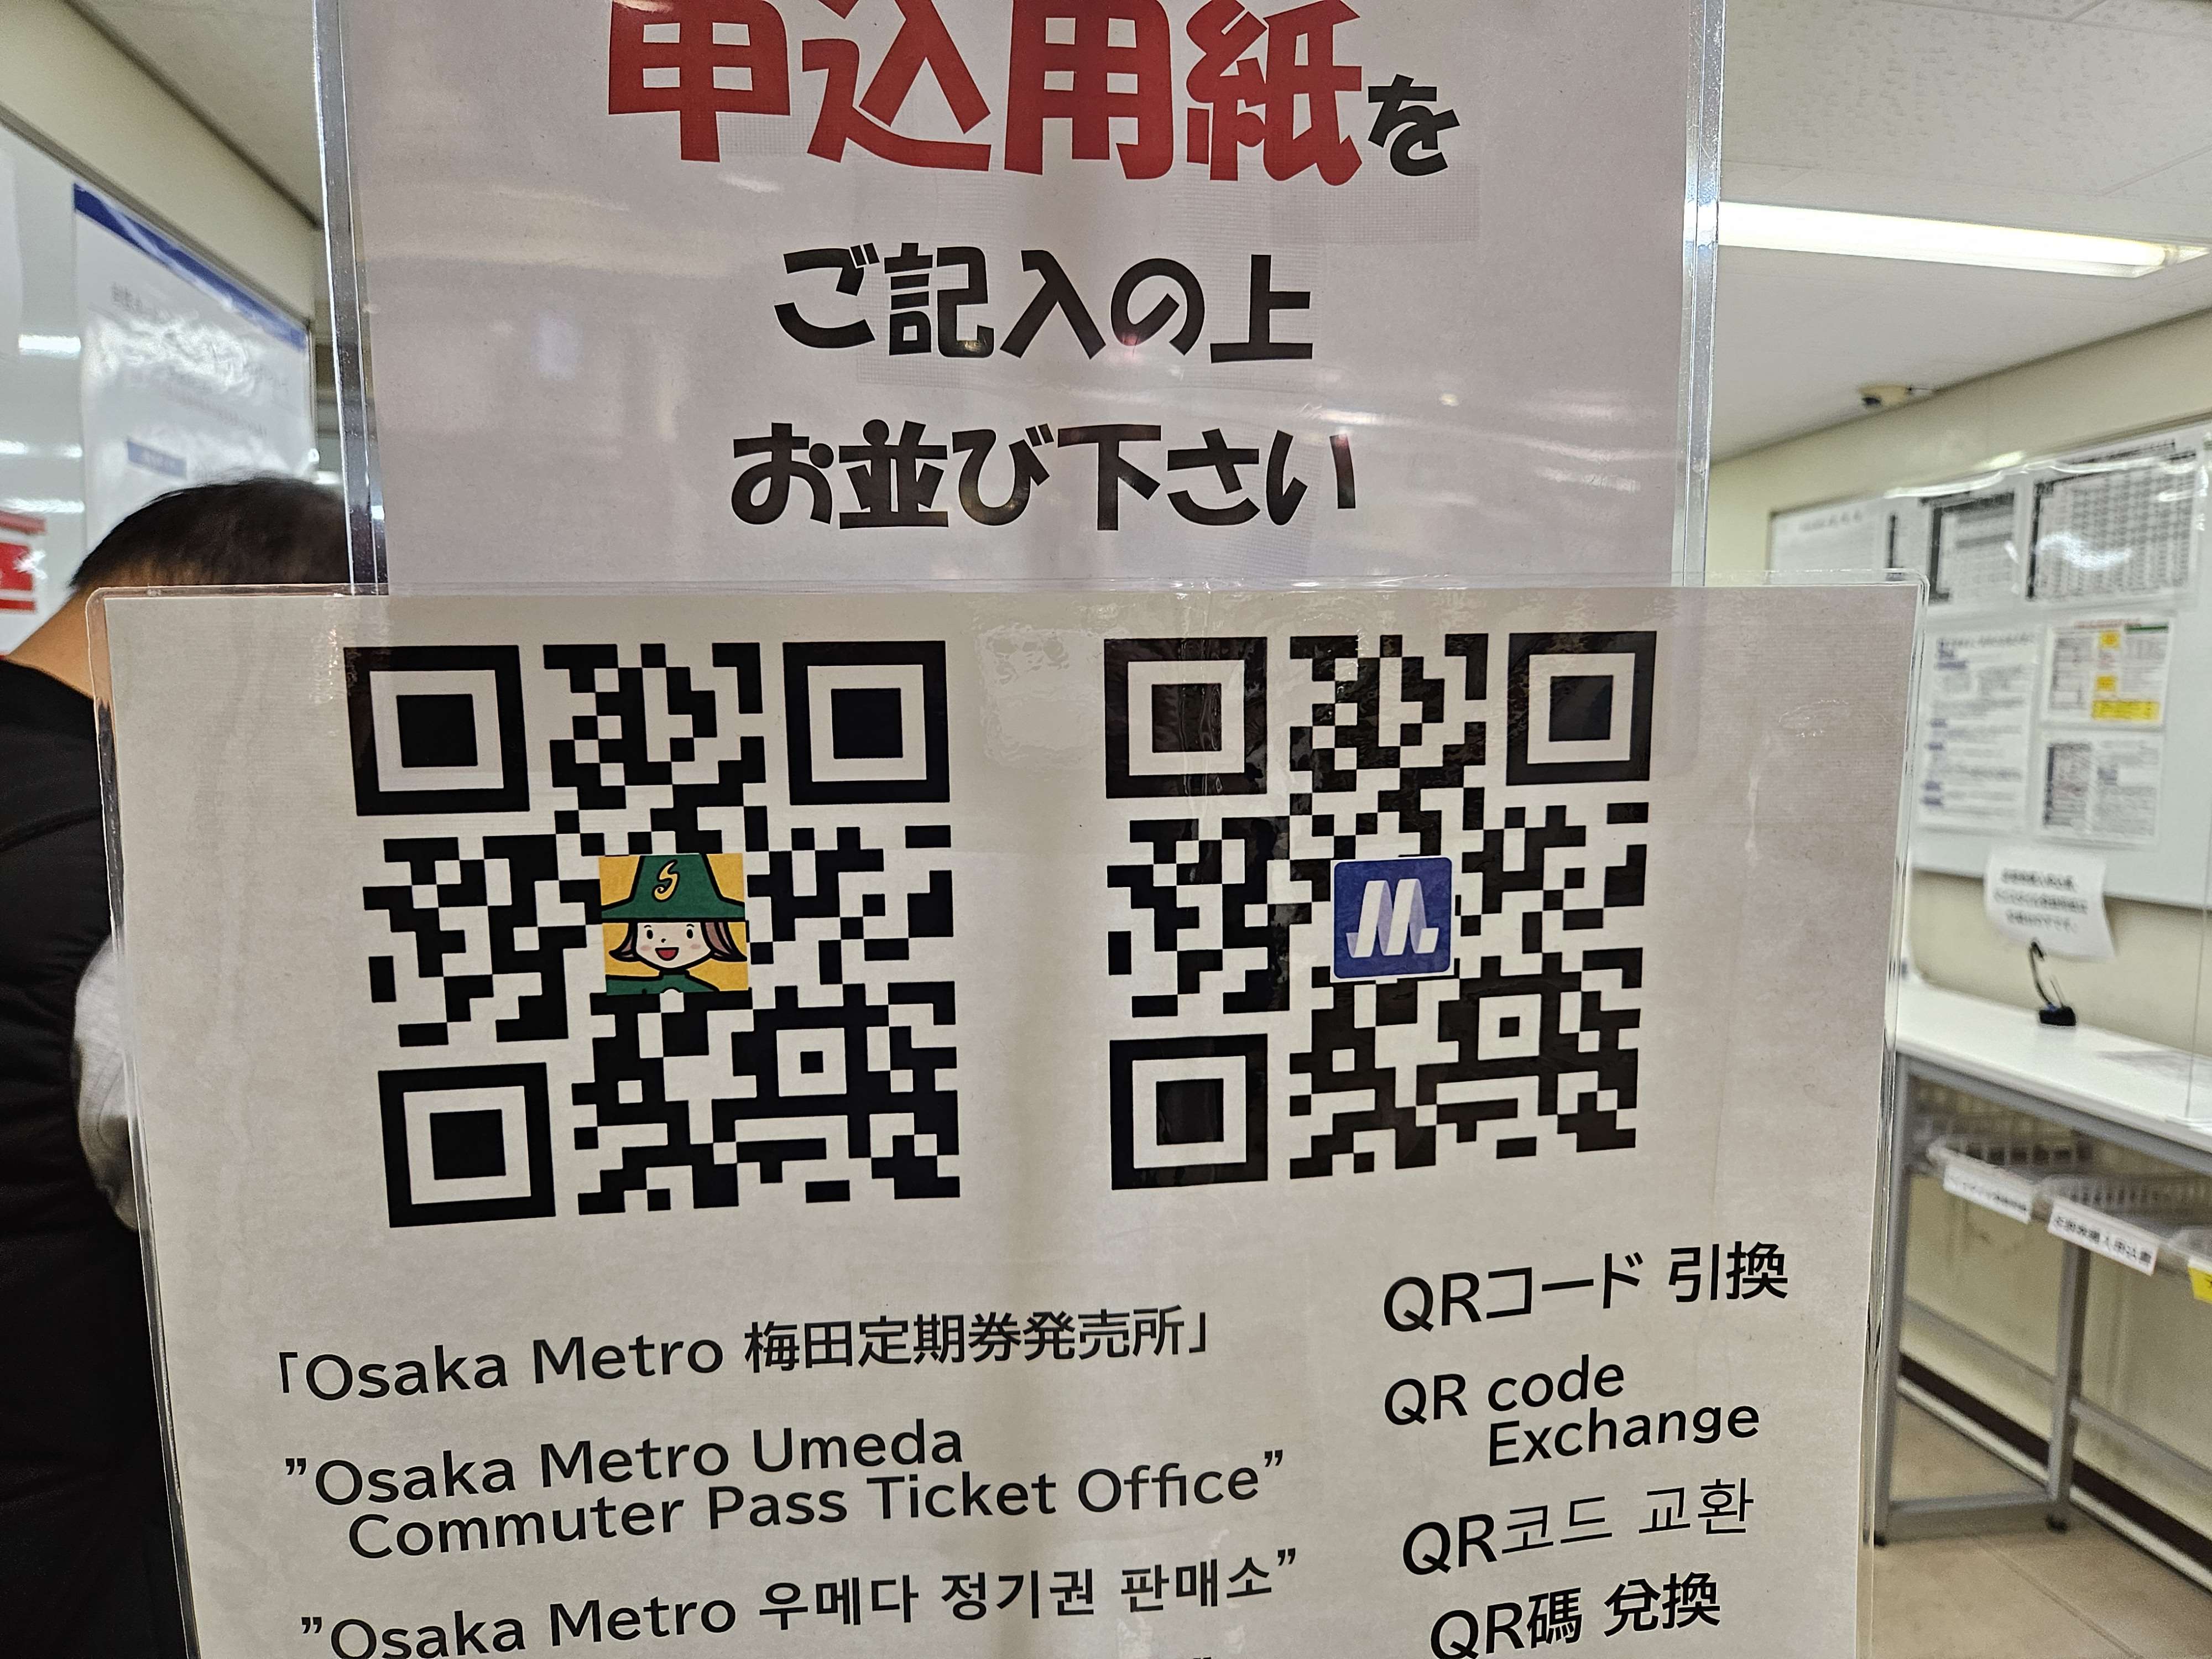 申込用紙を
ご記入の上
お並び下さい
S
M
「Osaka Metro 梅田定期券発売所」
”Osaka Metro Umeda
Commuter Pass Ticket Office”
”Osaka Metro 우메다 정기권 판매소”
QRコード 引換
QR code
Exchange
QR코드 교환
QR碼 兌換